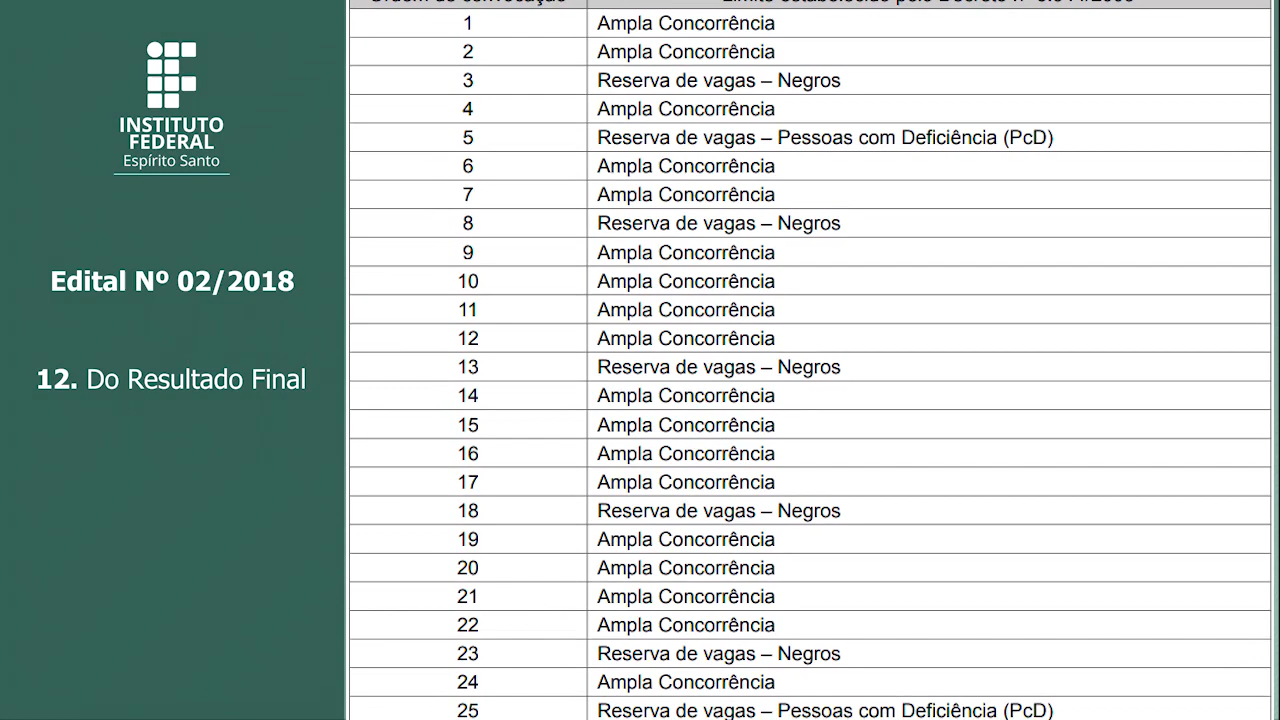 INSTITUTO
FEDERAL
Espírito Santo
Edital Nº 02/2018
12. Do Resultado Final
Ordem de convocação
1 Ampla Concorrência
2 Ampla Concorrência
3 Reserva de vagas – Negros
4 Ampla Concorrência
5 Reserva de vagas – Pessoas com Deficiência (PcD)
6 Ampla Concorrência
7 Ampla Concorrência
8 Reserva de vagas – Negros
9 Ampla Concorrência
10 Ampla Concorrência
11 Ampla Concorrência
12 Ampla Concorrência
13 Reserva de vagas – Negros
14 Ampla Concorrência
15 Ampla Concorrência
16 Ampla Concorrência
17 Ampla Concorrência
18 Reserva de vagas – Negros
19 Ampla Concorrência
20 Ampla Concorrência
21 Ampla Concorrência
22 Ampla Concorrência
23 Reserva de vagas – Negros
24 Ampla Concorrência
25 Reserva de vagas – Pessoas com Deficiência (PcD)